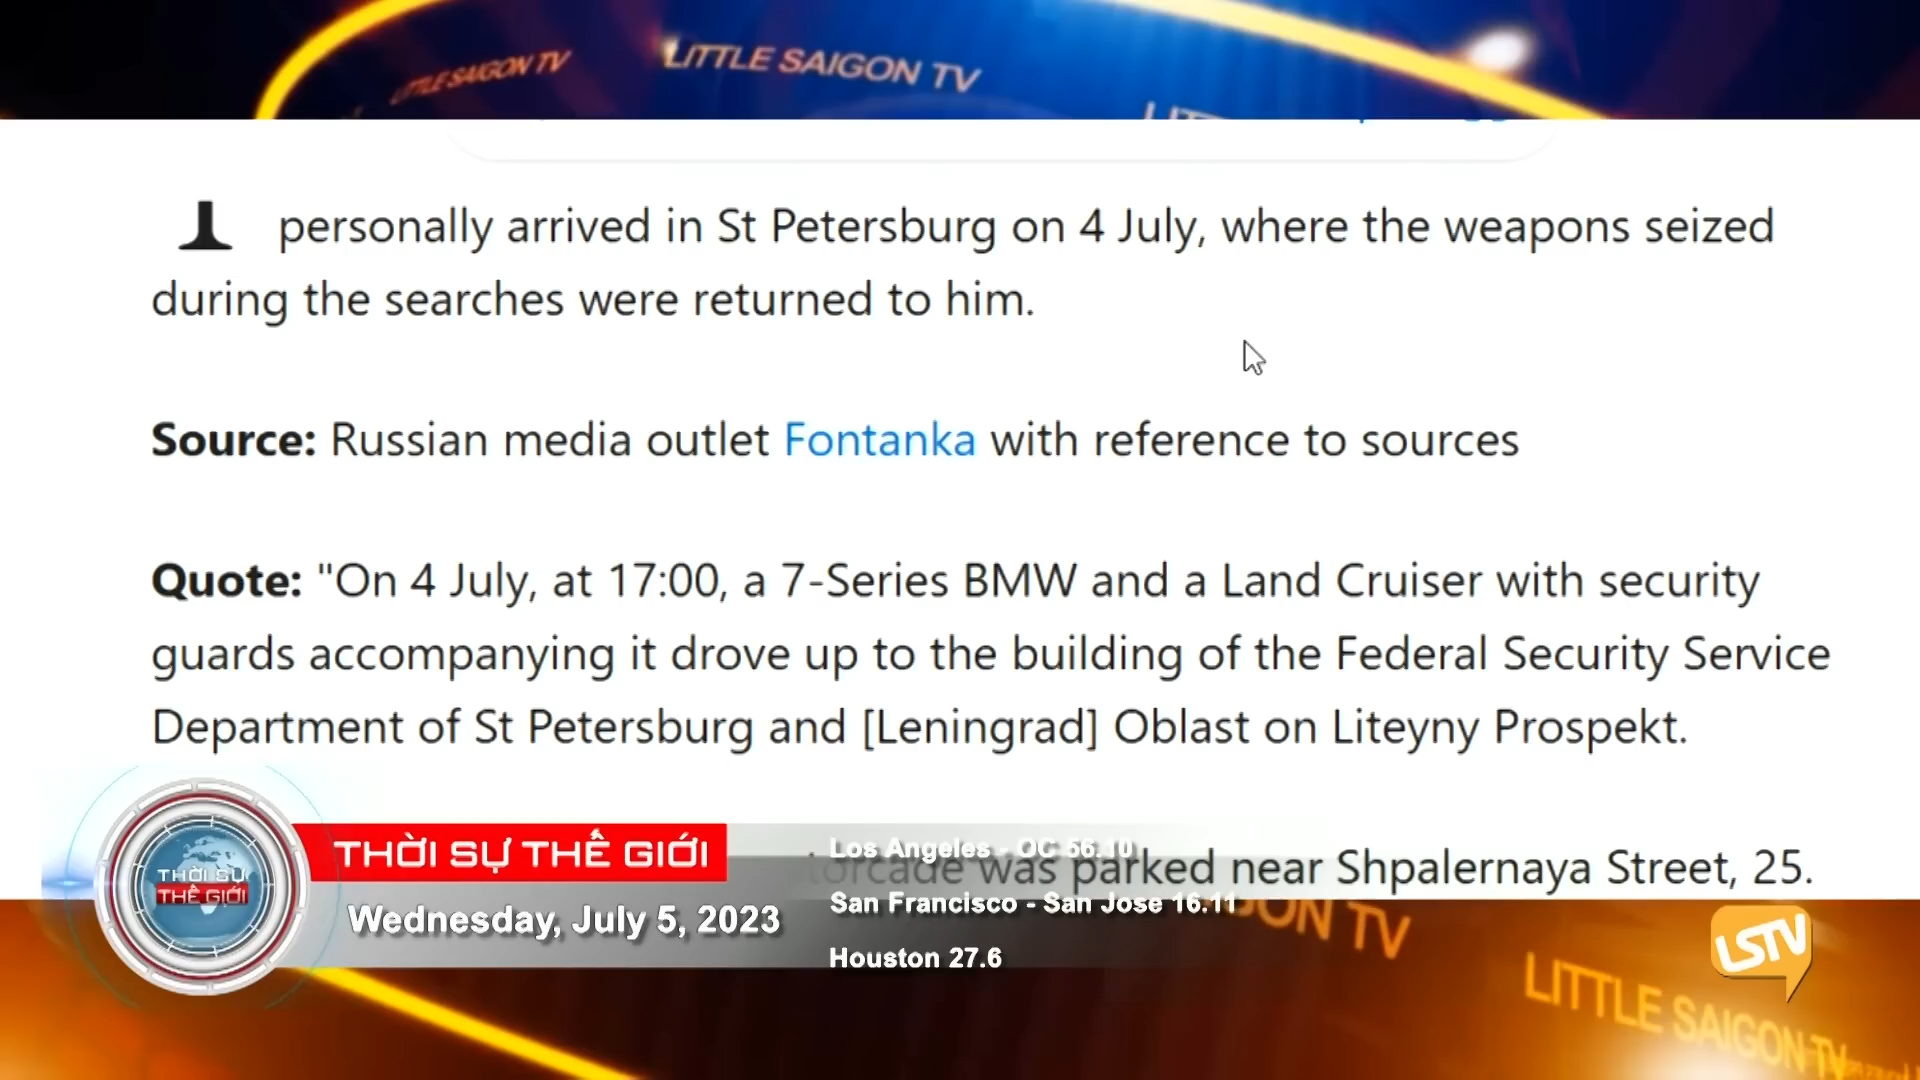 LITTLE SAIGON TV
LITTLE SAIGON TV
personally arrived in St Petersburg on 4 July, where the weapons seized
during the searches were returned to him.
Source: Russian media outlet Fontanka with reference to sources
Quote: "On 4 July, at 17:00, a 7-Series BMW and a Land Cruiser with security
guards accompanying it drove up to the building of the Federal Security Service
Department of St Petersburg and [Leningrad] Oblast on Liteyny Prospekt.
was parked near Shpalernaya Street, 25.
THỜI SỰ THẾ GIỚI
Wednesday, July 5, 2023
THỜI SỰ
THẾ GIỚI
Los Angeles - OC 56.10
San Francisco - San Jose 16.11
Houston 27.6
LSTV
LITTLE SAIGON TV